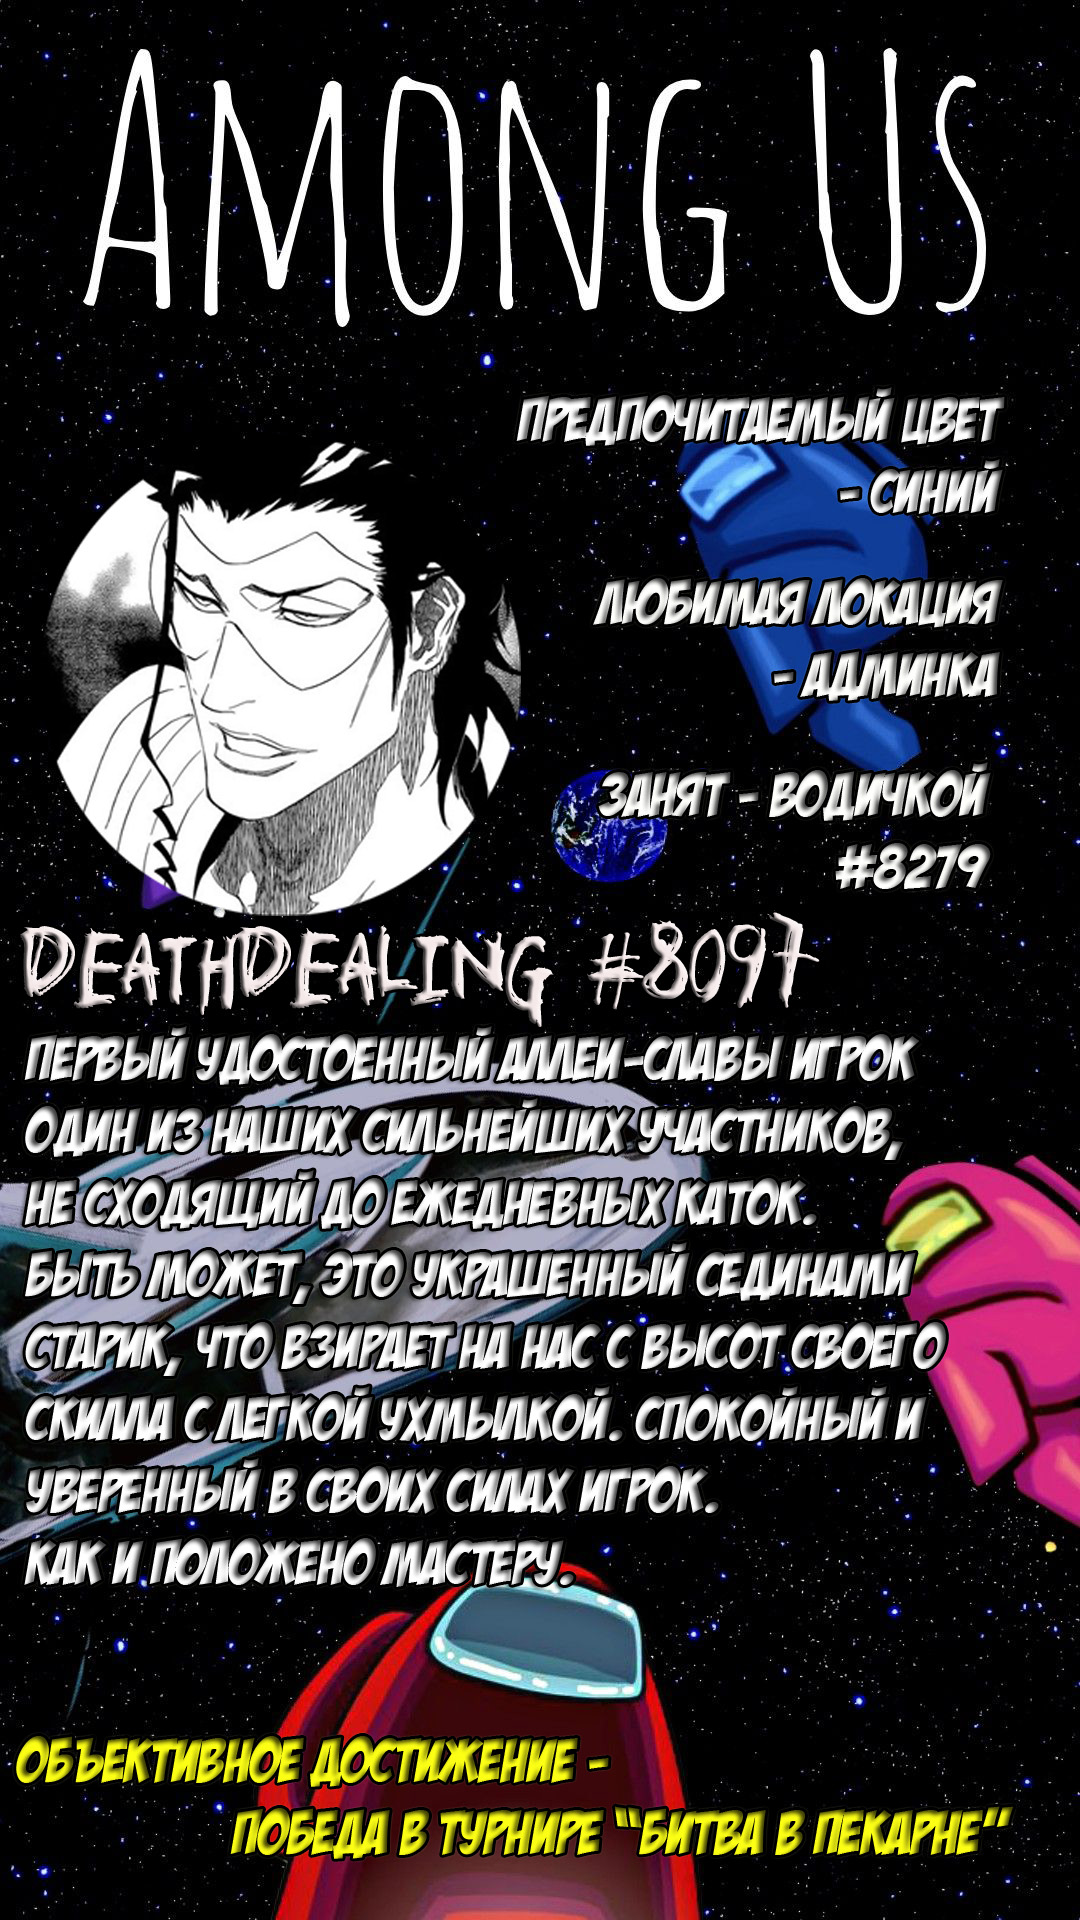 Among Us
ПРЕДПОЧИТАЕМЫЙ ЦВЕТ
- СИНИЙ
ЛЮБИМАЯ ЛОКАЦИЯ
- АДМИНКА
ЗАНЯТ - ВОДИЧКОЙ
#8279
DEATHDEALING #8097
ПЕРВЫЙ УДОСТОЕННЫЙ АЛЛЕИ-СЛАВЫ ИГРОК
ОДИН ИЗ НАШИХ СИЛЬНЕЙШИХ УЧАСТНИКОВ,
НЕ СХОДЯЩИЙ ДО ЕЖЕДНЕВНЫХ КАТОК.
БЫТЬ МОЖЕТ, ЭТО УКРАШЕННЫЙ СЕДИНАМИ
СТАРИК, ЧТО ВЗИРАЕТ НА НАС С ВЫСОТ СВОЕГО
СКИЛЛА С ЛЕГКОЙ УХМЫЛКОЙ. СПОКОЙНЫЙ И
УВЕРЕННЫЙ В СВОИХ СИЛАХ ИГРОК.
КАК И ПОЛОЖЕНО МАСТЕРУ.
ОБЪЕКТИВНОЕ ДОСТИЖЕНИЕ -
ПОБЕДА В ТУРНИРЕ "БИТВА В ПЕКАРНЕ"